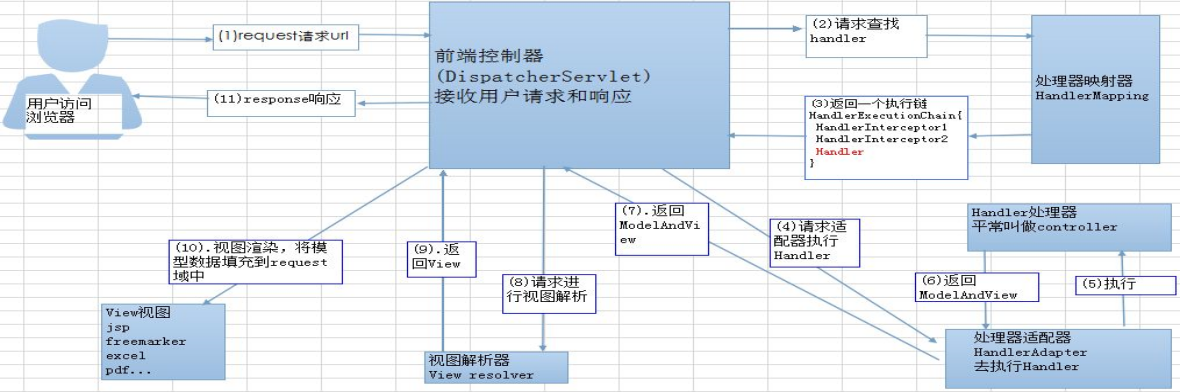 (1)request请求url
(2)请求查找
handler
前端控制器
(DispatcherServlet)
接收用户请求和响应
处理器映射器
HandlerMapping
用户访问
浏览器
(11)response响应
(3)返回一个执行链
HandlerExecutionChain{
HandlerInterceptor1
HandlerInterceptor2
Handler
}
(7).返回
ModelAndVi
ew
(4)请求适
配器执行
Handler
Handler处理器
平常叫做controller
(10).视图渲染，将模
型数据填充到request
域中
(9).返
回View
(8)请求进
行视图解析
(6)返回
ModelAndView
(5)执行
View视图
jsp
freemarker
excel
pdf...
视图解析器
View resolver
处理器适配器
HandlerAdapter
去执行Handler